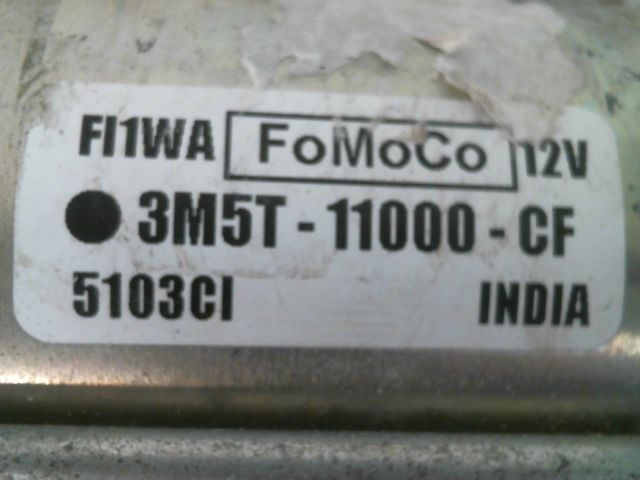 FI1WA FoMoCo 12V
3M5T - 11000 - CF
5103CI INDIA